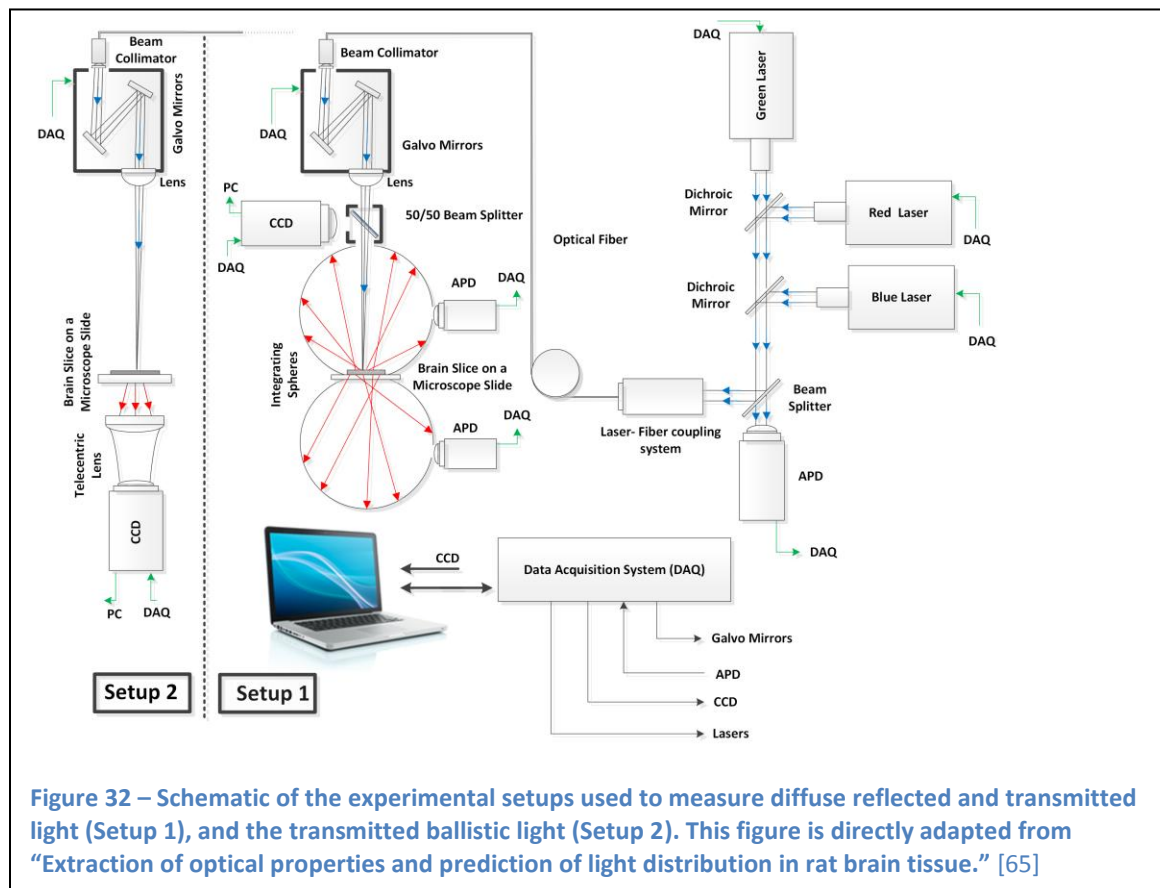 Beam
Collimator
DAQ
Galvo Mirrors
Lens
Brain Slice on a
Microscope Slide
Telecentric
Lens
CCD
PC
DAQ
Setup 2
Beam Collimator
DAQ
Galvo Mirrors
Lens
PC
CCD
DAQ
50/50 Beam Splitter
APD
DAQ
Integrating
Spheres
Brain Slice on a
Microscope Slide
APD
DAQ
Optical Fiber
DAQ
Green Laser
Dichroic
Mirror
Red Laser
DAQ
Dichroic
Mirror
Blue Laser
DAQ
Beam
Splitter
Laser- Fiber coupling
system
APD
DAQ
CCD
Data Acquisition System (DAQ)
Galvo Mirrors
APD
CCD
Lasers
Setup 1
Figure 32 – Schematic of the experimental setups used to measure diffuse reflected and transmitted
light (Setup 1), and the transmitted ballistic light (Setup 2). This figure is directly adapted from
“Extraction of optical properties and prediction of light distribution in rat brain tissue.” [65]